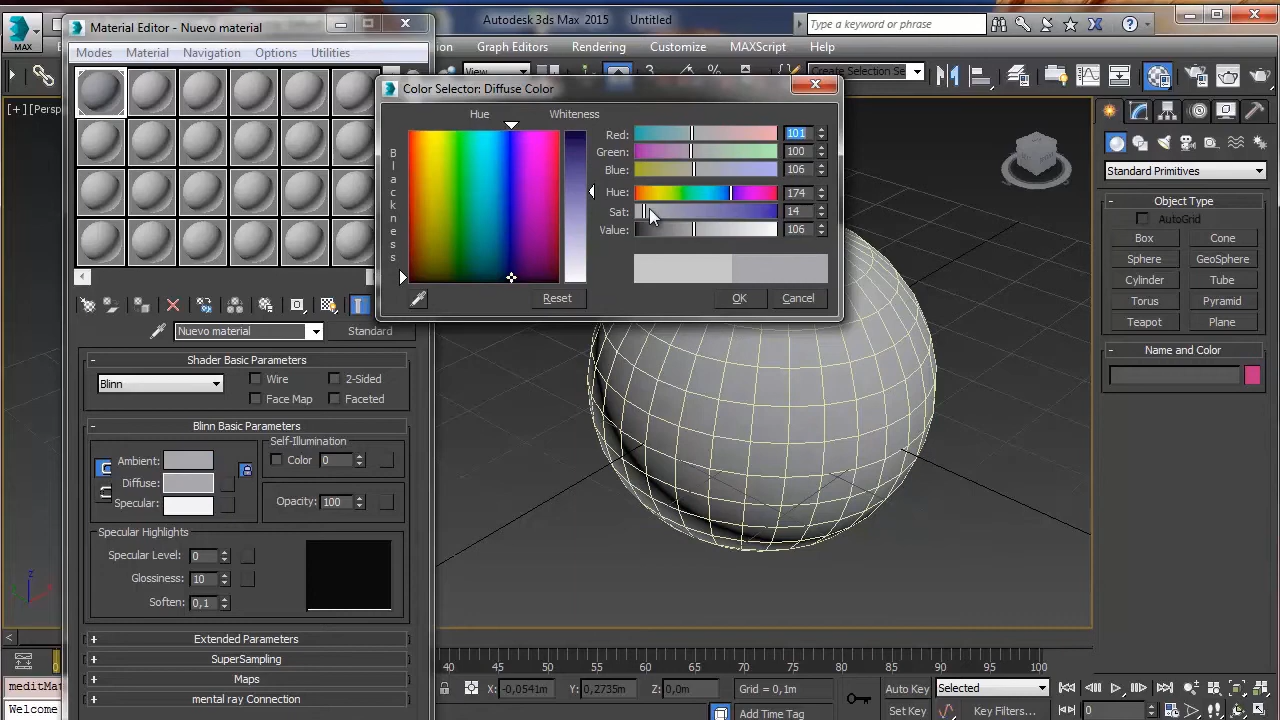 Material Editor - Nuevo material
Modes Material Navigation Options Utilities
Autodesk 3ds Max 2015 Untitled
Type a keyword or phrase
MAX
Graph Editors Rendering Customize MAXScript Help
View
Create Selection Se
Color Selector: Diffuse Color
Hue Whiteness
Blackness
Red: 101
Green: 100
Blue: 106
Hue: 174
Sat: 14
Value: 106
Reset OK Cancel
Nuevo material Standard
- Shader Basic Parameters
Blinn Wire 2-Sided
Face Map Faceted
- Blinn Basic Parameters
Self-Illumination
Ambient: Color 0
Diffuse:
Specular: Opacity: 100
Specular Highlights
Specular Level: 0
Glossiness: 10
Soften: 0,1
+ Extended Parameters
+ SuperSampling
+ Maps
+ mental ray Connection
Standard Primitives
- Object Type
AutoGrid
Box Cone
Sphere GeoSphere
Cylinder Tube
Torus Pyramid
Teapot Plane
- Name and Color
z
0
40 45 50 55 60 65 70 75 80 85 90 95 100
meditMa
Welcome
X: -0,0541m Y: 0,2735m Z: 0,0m Grid = 0,1m
Add Time Tag
Auto Key Selected
Set Key Key Filters... 0